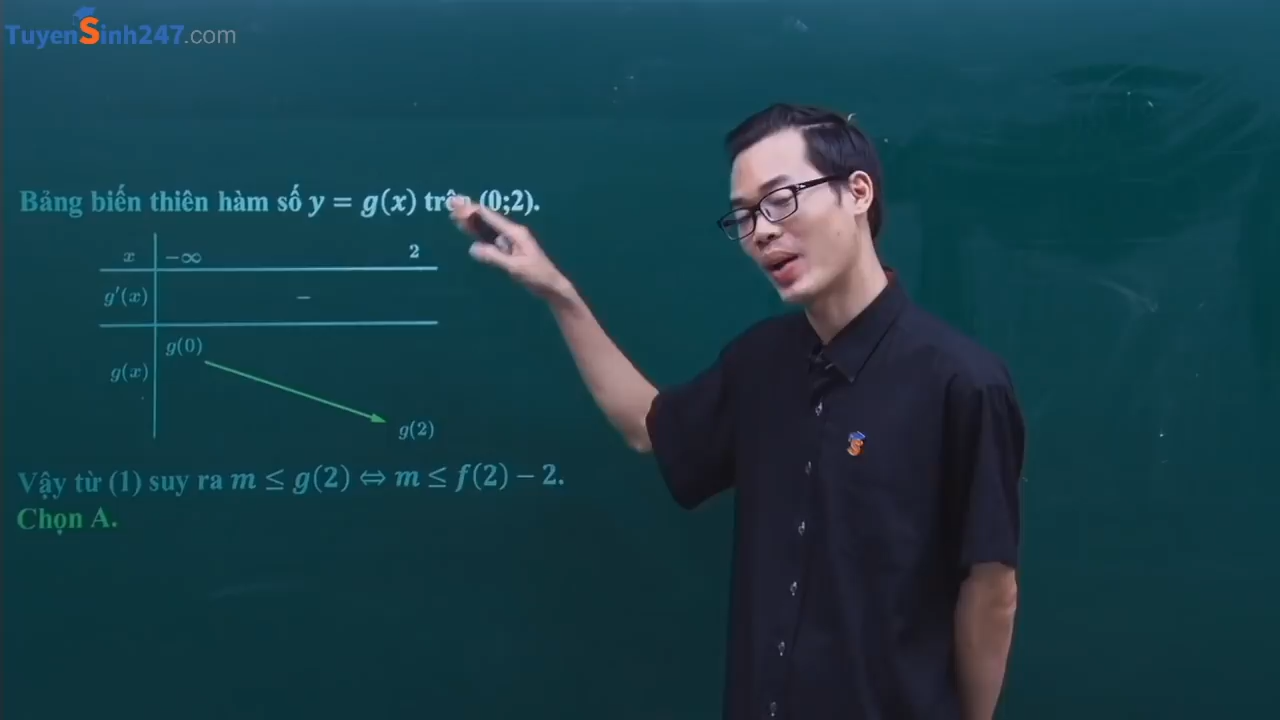 TuyenSinh247.com
Bảng biến thiên hàm số y = g(x) trên (0;2).
x −∞ 2
g′(x) −
g(0)
g(x)
g(2)
Vậy từ (1) suy ra m ≤ g(2) ⇔ m ≤ f(2) − 2.
Chọn A.